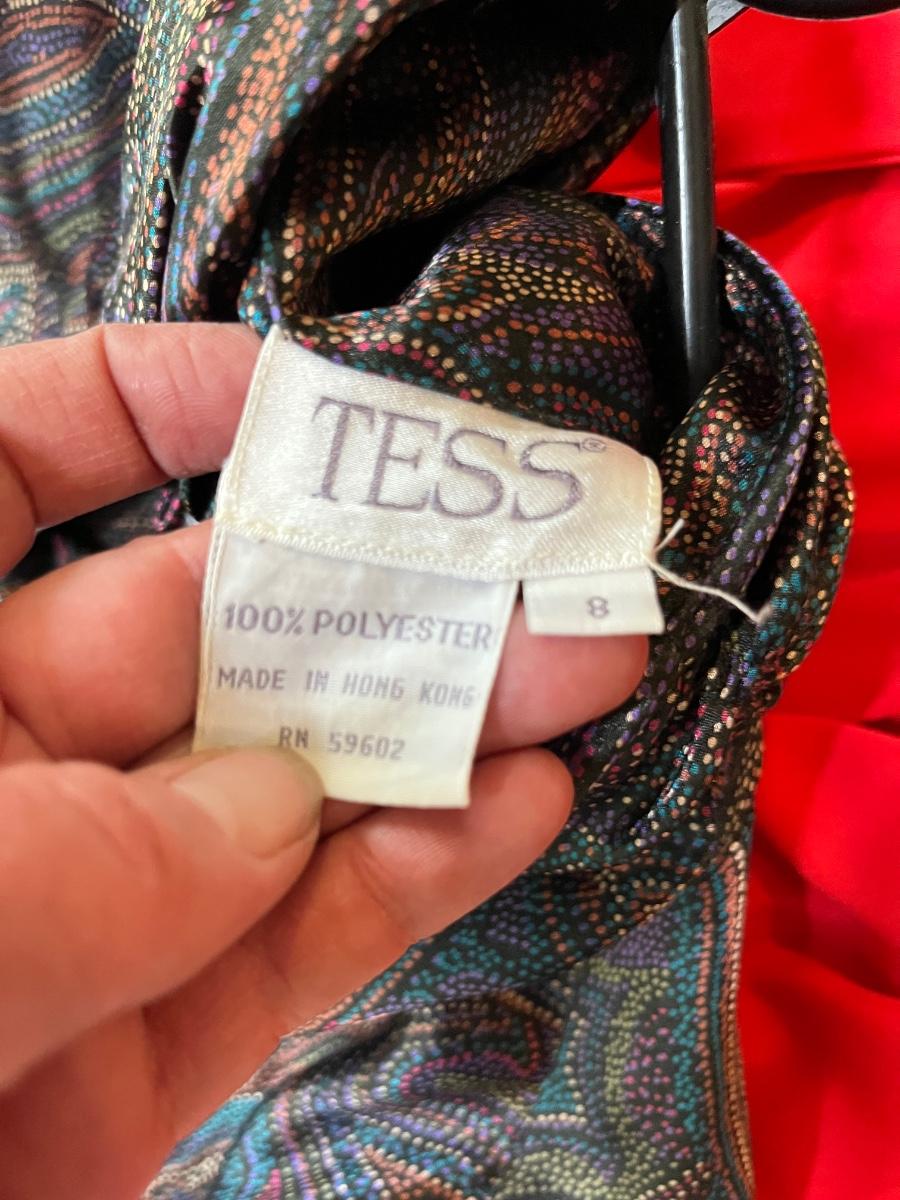 TESS®
8
100% POLYESTER
MADE IN HONG KONG
RN 59602